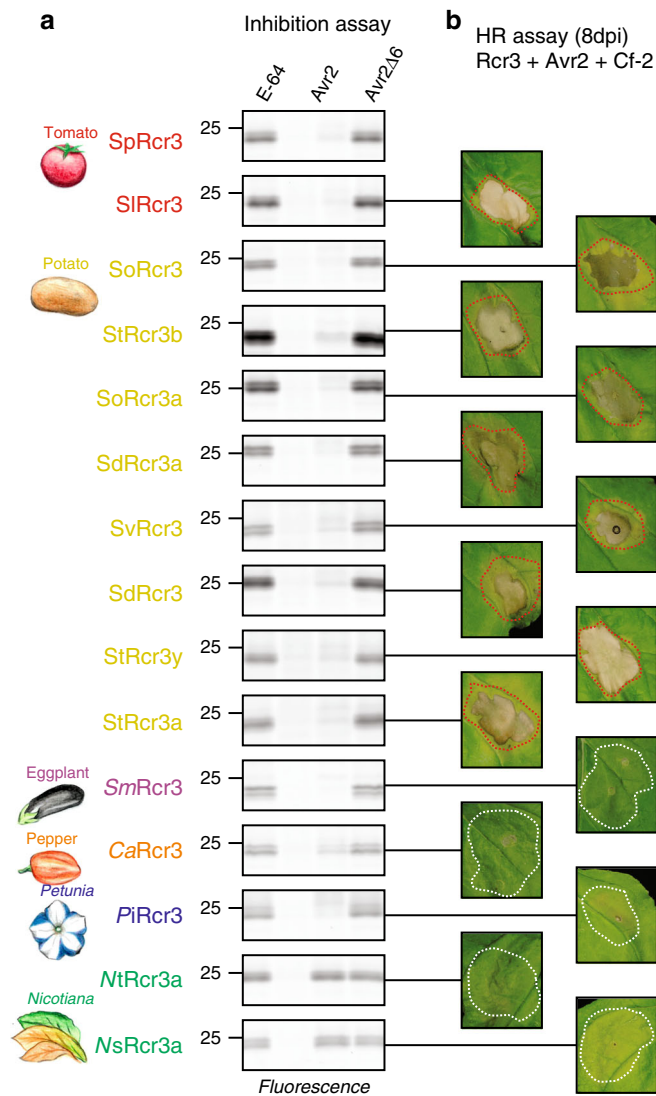 a
Inhibition assay
b
HR assay (8dpi)
Rcr3 + Avr2 + Cf-2
E-64
Avr2
Avr2Δ6
Tomato
SpRcr3
25
SlRcr3
25
Potato
SoRcr3
25
StRcr3b
25
SoRcr3a
25
SdRcr3a
25
SvRcr3
25
SdRcr3
25
StRcr3y
25
StRcr3a
25
Eggplant
SmRcr3
25
Pepper
CaRcr3
25
Petunia
PiRcr3
25
NtRcr3a
25
Nicotiana
NsRcr3a
25
Fluorescence